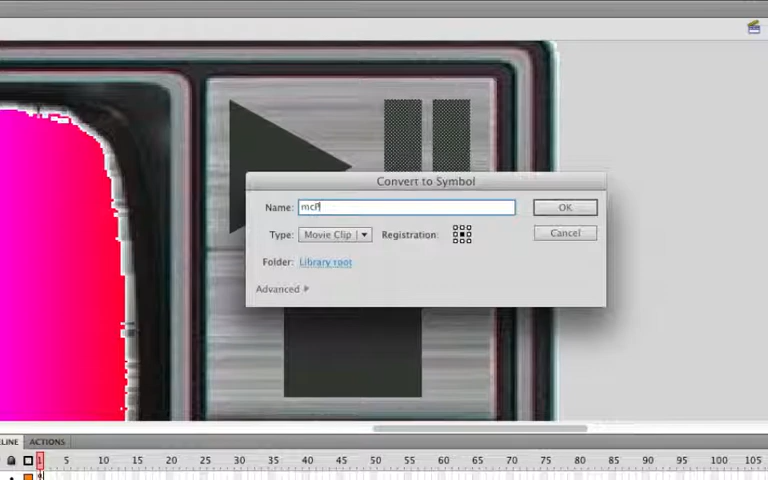 Convert to Symbol
Name: mcP
OK
Type: Movie Clip
Registration:
Cancel
Folder: Library root
Advanced
LINE
ACTIONS
1 5 10 15 20 25 30 35 40 45 50 55 60 65 70 75 80 85 90 95 100 105